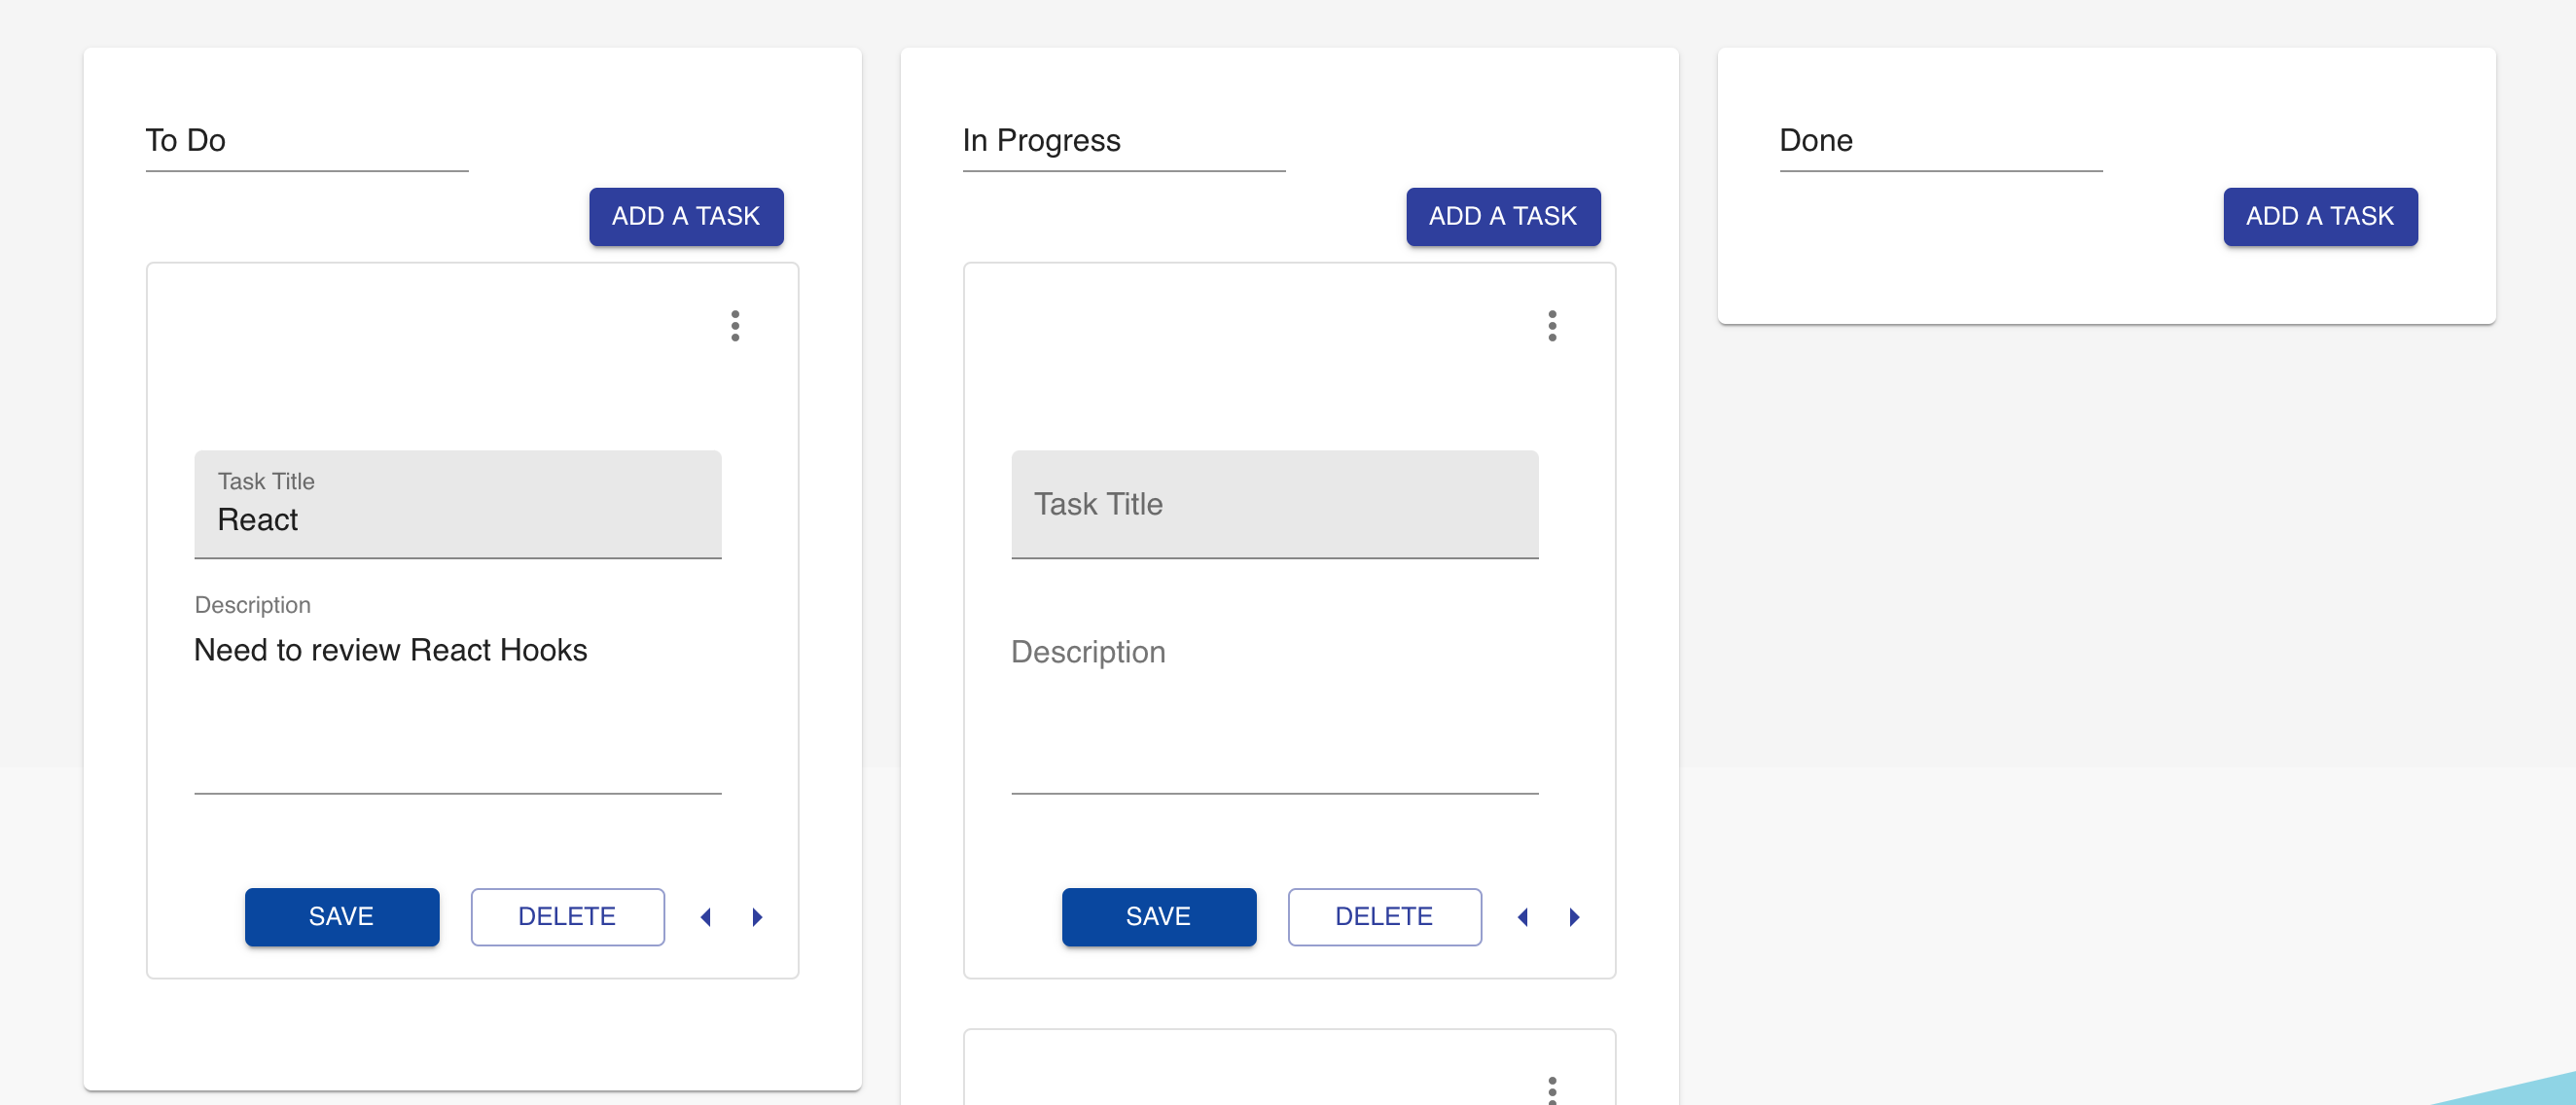 To Do
ADD A TASK
Task Title
React
Description
Need to review React Hooks
SAVE
DELETE
In Progress
ADD A TASK
Task Title
Description
SAVE
DELETE
Done
ADD A TASK